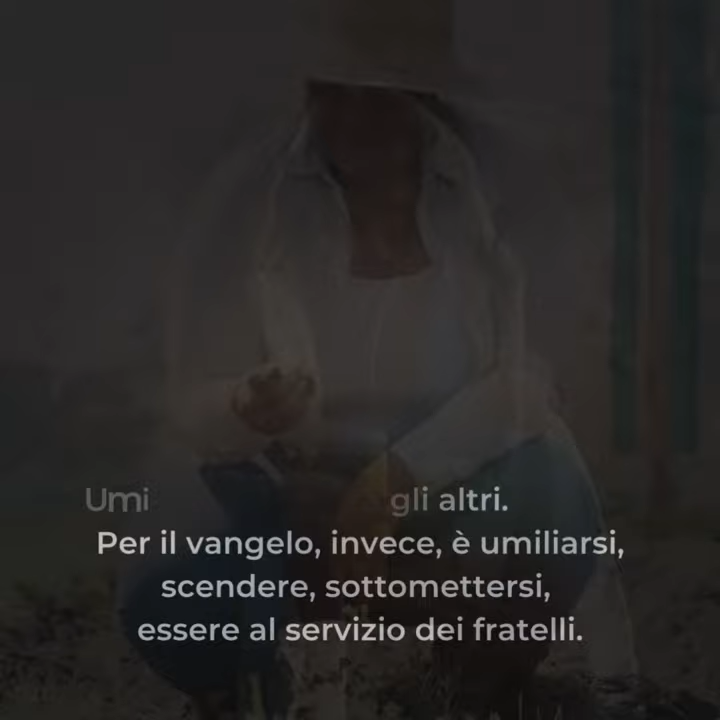 Umi gli altri.
Per il vangelo, invece, è umiliarsi,
scendere, sottomettersi,
essere al servizio dei fratelli.